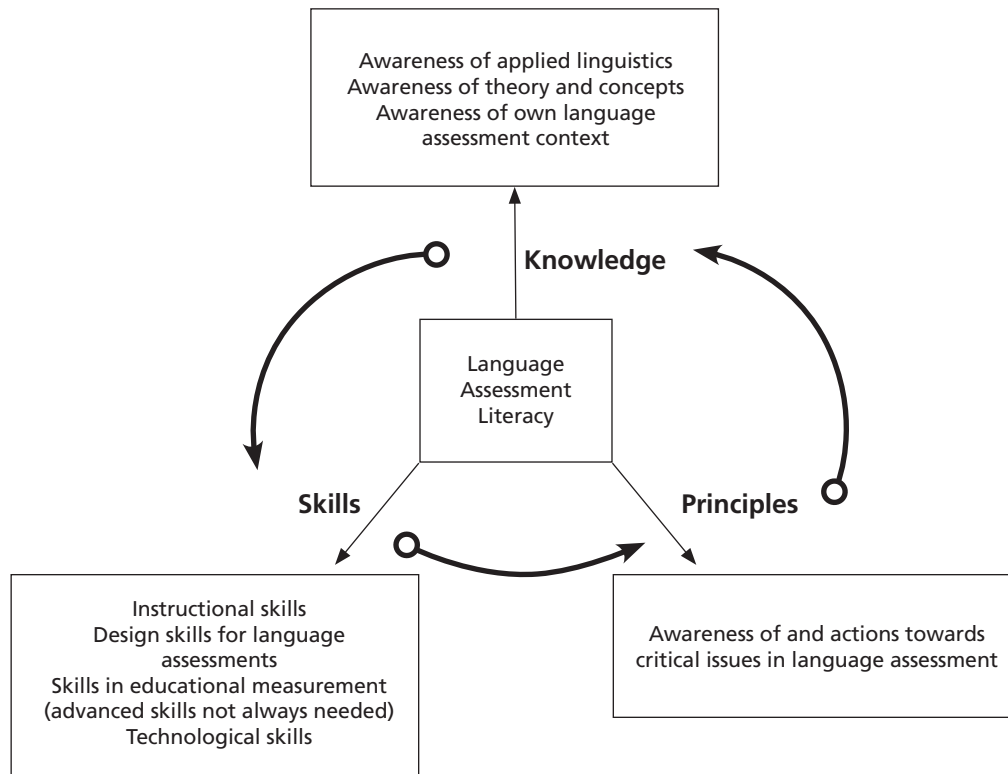 Awareness of applied linguistics
Awareness of theory and concepts
Awareness of own language
assessment context
Knowledge
Language
Assessment
Literacy
Skills
Principles
Instructional skills
Design skills for language
assessments
Skills in educational measurement
(advanced skills not always needed)
Technological skills
Awareness of and actions towards
critical issues in language assessment